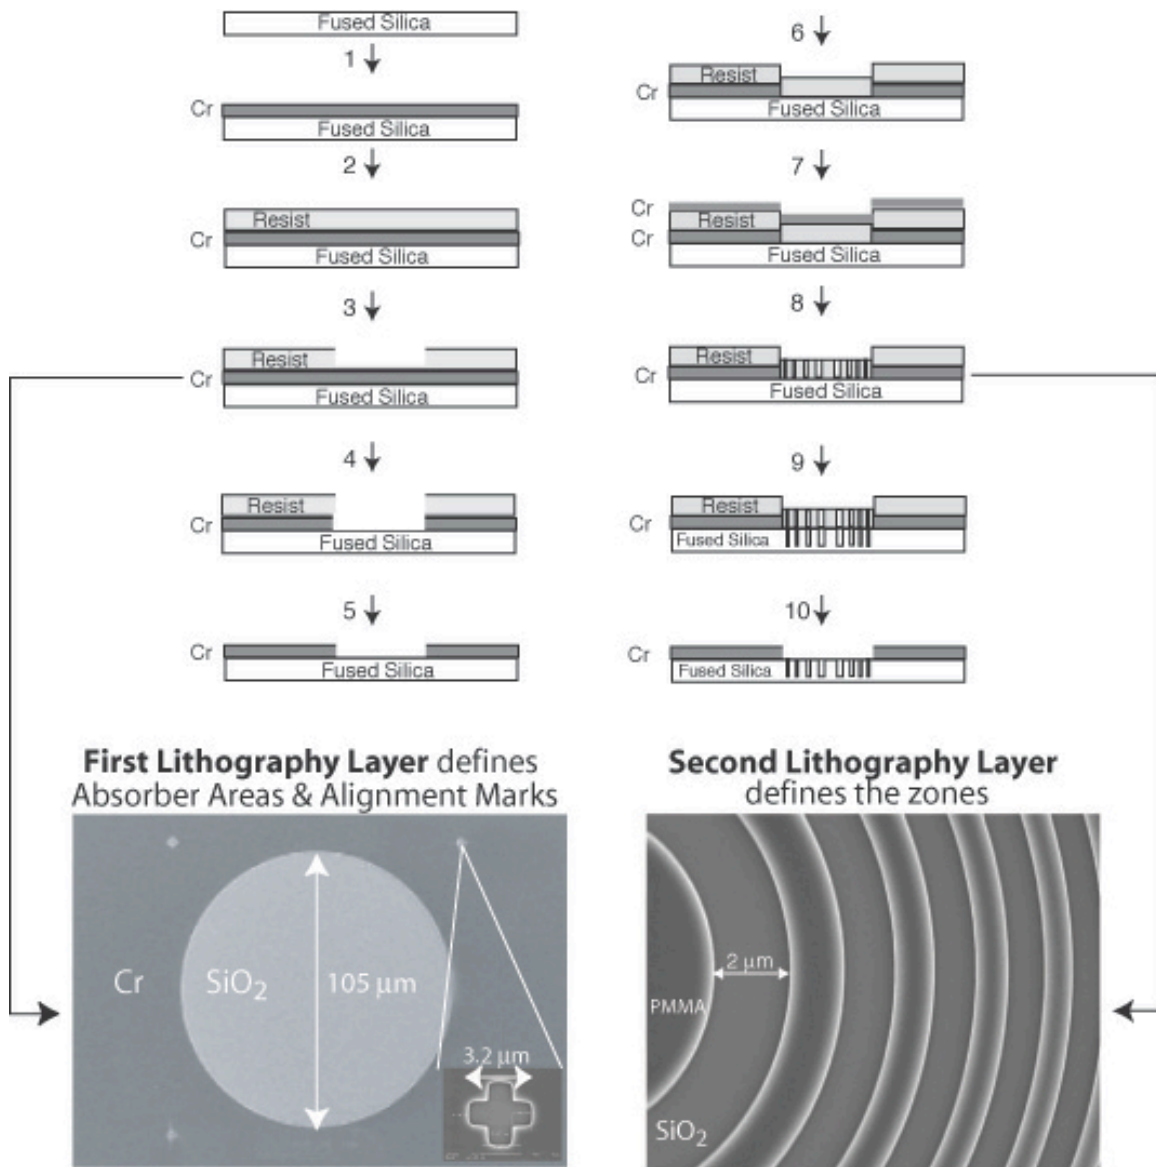 Fused Silica
1
Cr
Fused Silica
2
Resist
Cr
Fused Silica
3
Resist
Cr
Fused Silica
4
Resist
Cr
Fused Silica
5
Cr
Fused Silica
6
Resist
Cr
Fused Silica
7
Cr
Resist
Cr
Fused Silica
8
Resist
Cr
Fused Silica
9
Resist
Cr
Fused Silica
10
Cr
Fused Silica
First Lithography Layer defines
Absorber Areas & Alignment Marks
Cr
SiO₂
105 µm
3.2 µm
Second Lithography Layer
defines the zones
2 µm
PMMA
SiO₂